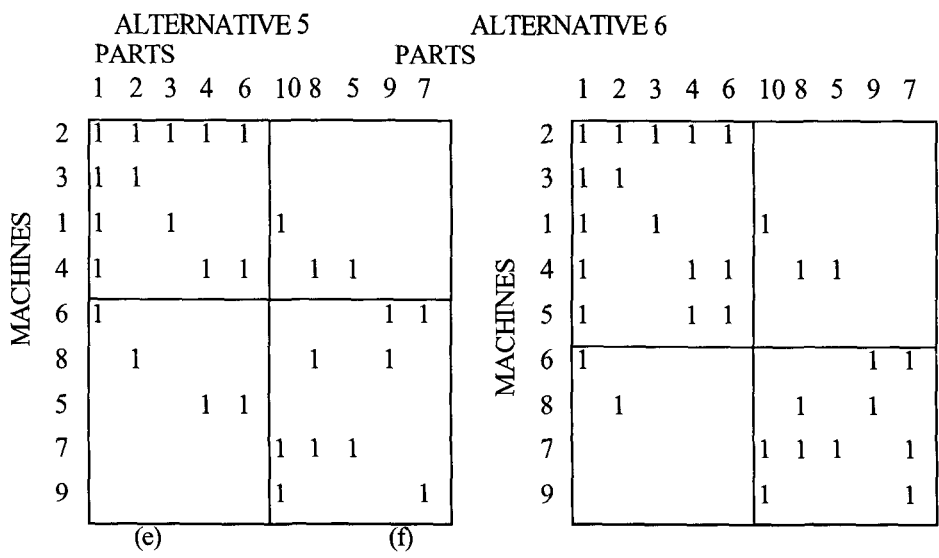 ALTERNATIVE 5 ALTERNATIVE 6
PARTS PARTS
1 2 3 4 6 10 8 5 9 7 1 2 3 4 6 10 8 5 9 7
2 1 1 1 1 1 2 1 1 1 1 1
3 1 1 3 1 1
1 1 1 1 1 1 1 1
4 1 1 1 1 1 4 1 1 1 1 1
MACHINES
6 1 1 1 5 1 1 1
MACHINES
8 1 1 1 6 1 1 1
5 1 1 8 1 1 1
7 1 1 1 7 1 1 1 1
9 1 1 9 1 1
(e) (f)